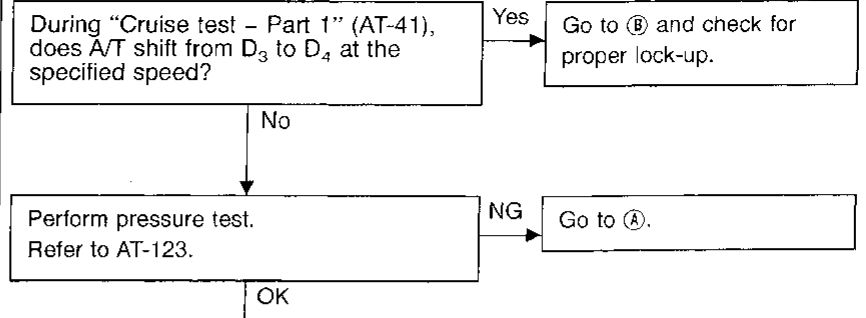 During “Cruise test – Part 1” (AT-41),
does A/T shift from D₃ to D₄ at the
specified speed?
Yes
Go to Ⓑ and check for
proper lock-up.
No
Perform pressure test.
Refer to AT-123.
NG
Go to Ⓐ.
OK